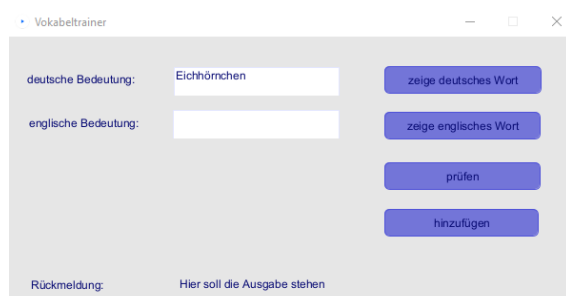 Vokabeltrainer
deutsche Bedeutung:
Eichhörnchen
zeige deutsches Wort
englische Bedeutung:
zeige englisches Wort
prüfen
hinzufügen
Rückmeldung:
Hier soll die Ausgabe stehen